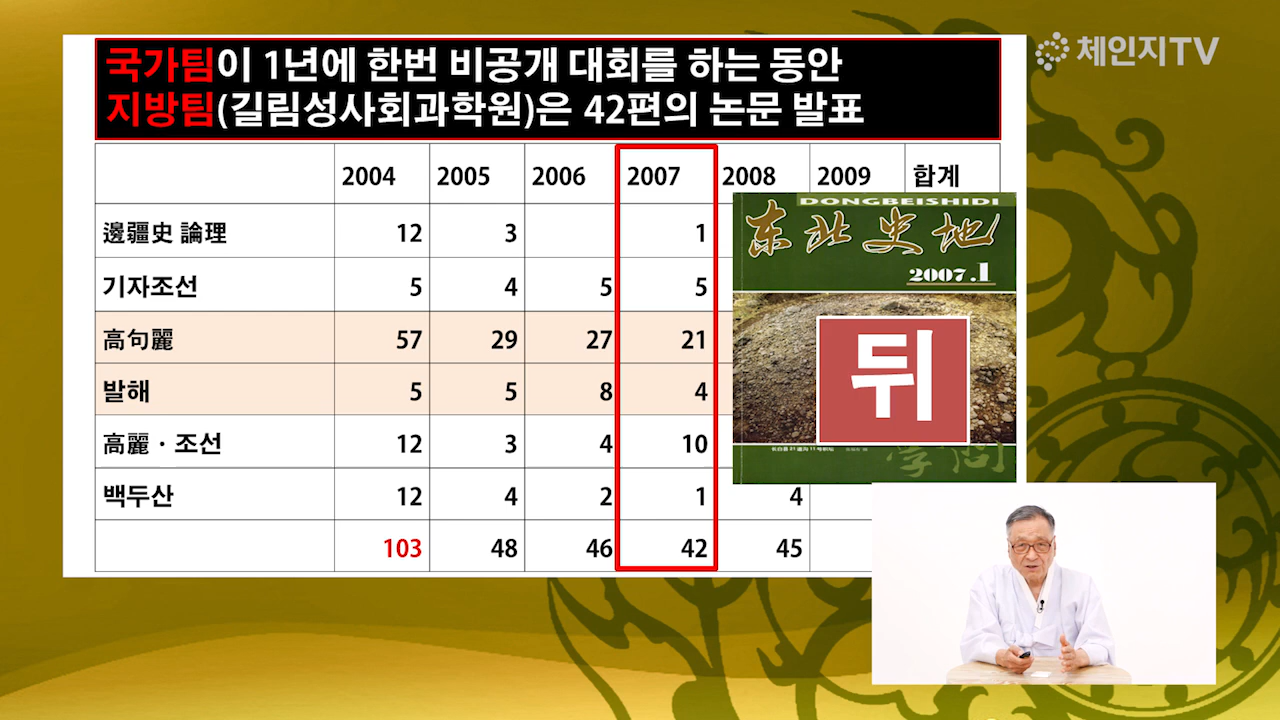 국가팀이 1년에 한번 비공개 대회를 하는 동안
지방팀(길림성사회과학원)은 42편의 논문 발표
체인지TV
2004 2005 2006 2007 2008 2009 합계
邊疆史 論理 12 3 1
기자조선 5 4 5 5
高句麗 57 29 27 21
발해 5 5 8 4
高麗・조선 12 3 4 10
백두산 12 4 2 1 4
103 48 46 42 45
DONGBEISHIDI
东北史地
2007.1
뒤
学问